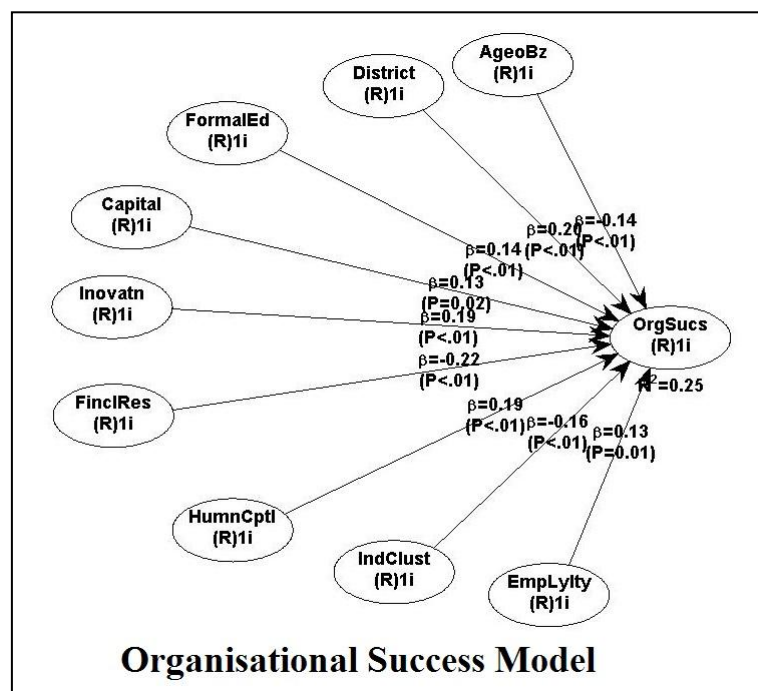 AgeoBz
(R)1i
District
(R)1i
FormalEd
(R)1i
Capital
(R)1i
Inovatn
(R)1i
FinclRes
(R)1i
HumnCptl
(R)1i
IndClust
(R)1i
EmpLylty
(R)1i
β=-0.14
(P<.01)
β=0.20
(P<.01)
β=0.14
(P<.01)
β=0.13
(P=0.02)
β=0.19
(P<.01)
β=-0.22
(P<.01)
β=0.19
(P<.01)
β=-0.16
(P<.01)
β=0.13
(P=0.01)
OrgSucs
(R)1i
R²=0.25
Organisational Success Model